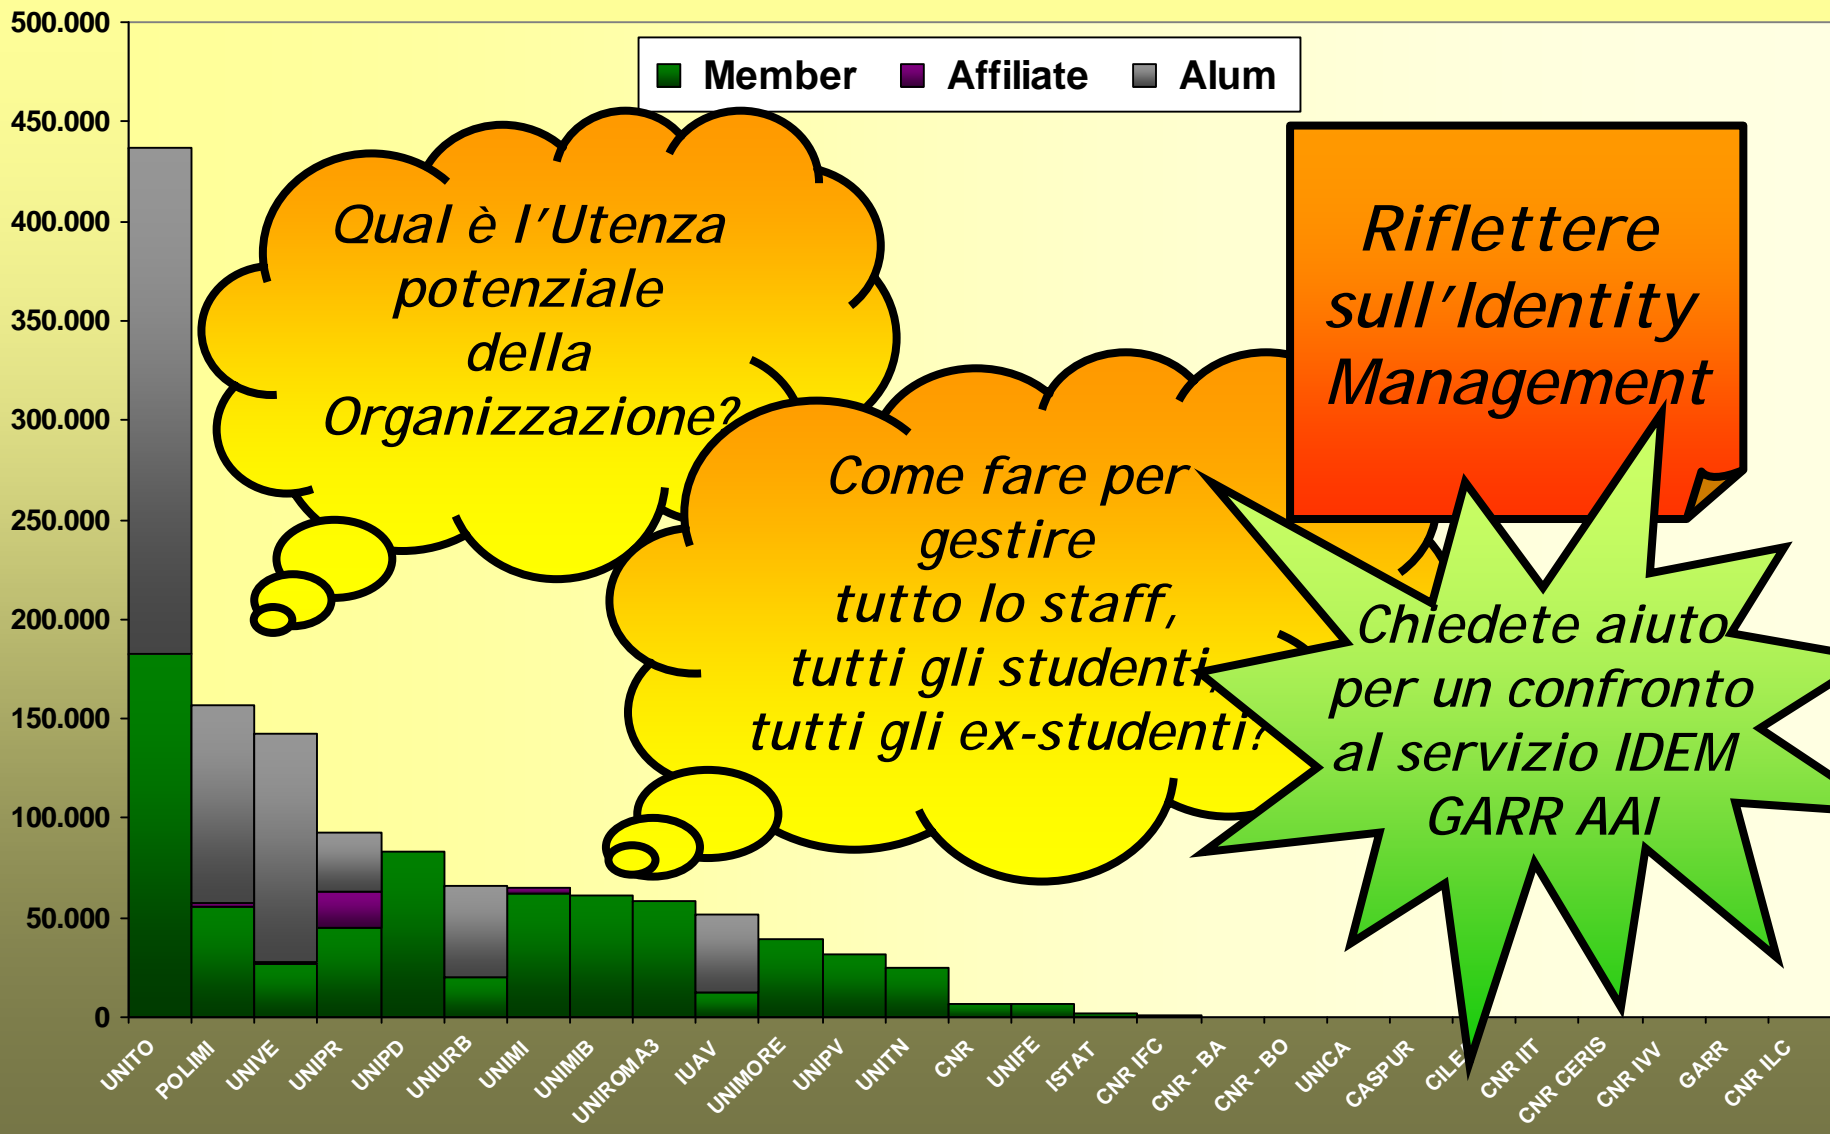 500.000
450.000
400.000
350.000
300.000
250.000
200.000
150.000
100.000
50.000
0
Member Affiliate Alum
Qual è l'Utenza
potenziale
della
Organizzazione?
Come fare per
gestire
tutto lo staff,
tutti gli studenti,
tutti gli ex-studenti?
Riflettere
sull'Identity
Management
Chiedete aiuto
per un confronto
al servizio IDEM
GARR AAI
UNITO
POLIMI
UNIVE
UNIPR
UNIPD
UNIURB
UNIMI
UNIMIB
UNIROMA3
IUAV
UNIMORE
UNIPV
UNITN
CNR
UNIFE
ISTAT
CNR IFC
CNR - BA
CNR - BO
UNICA
CASPUR
CNR IIT
CNR CERIS
CNR IVV
GARR
CNR ILC